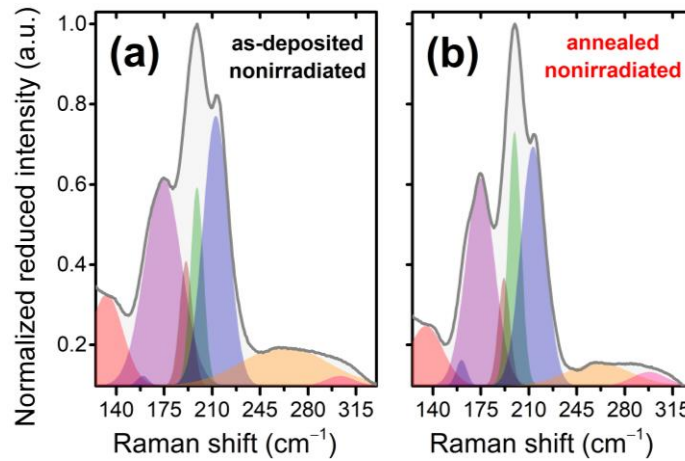 Normalized reduced intensity (a.u.)
1.0
0.8
0.6
0.4
0.2
(a)
as-deposited
nonirradiated
140 175 210 245 280 315
Raman shift (cm⁻¹)
(b)
annealed
nonirradiated
140 175 210 245 280 315
Raman shift (cm⁻¹)